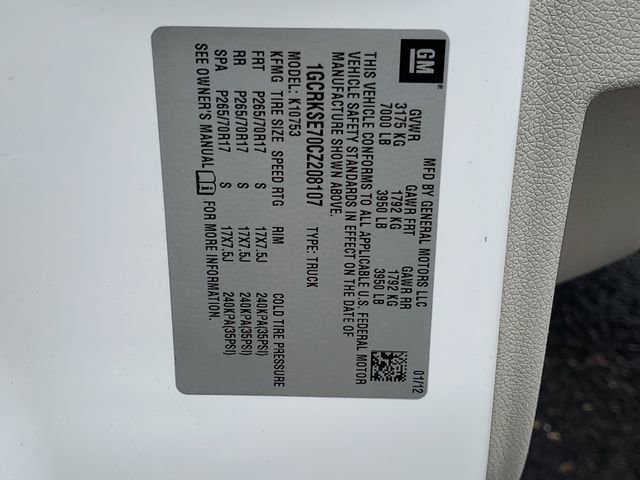 GM ®
MFD BY GENERAL MOTORS LLC 01/12
GVWR GAWR FRT GAWR RR
3175 KG 1792 KG 1792 KG
7000 LB 3950 LB 3950 LB
THIS VEHICLE CONFORMS TO ALL APPLICABLE U.S. FEDERAL MOTOR
VEHICLE SAFETY STANDARDS IN EFFECT ON THE DATE OF
MANUFACTURE SHOWN ABOVE.
1GCRKSE70CZ208107 TYPE: TRUCK
MODEL: K10753
KFMG TIRE SIZE SPEED RTG RIM COLD TIRE PRESSURE
FRT P265/70R17 S 17X7.5J 240KPA(35PSI)
RR P265/70R17 S 17X7.5J 240KPA(35PSI)
SPA P265/70R17 S 17X7.5J 240KPA(35PSI)
SEE OWNER'S MANUAL FOR MORE INFORMATION.